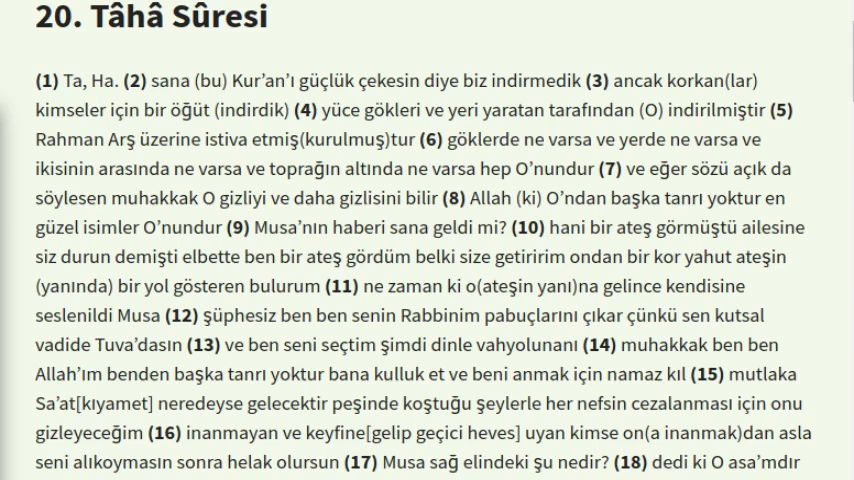 20. Tâhâ Sûresi
(1) Ta, Ha. (2) sana (bu) Kur’an’ı güçlük çekesin diye biz indirmedik (3) ancak korkan(lar)
kimseler için bir öğüt (indirdik) (4) yüce gökleri ve yeri yaratan tarafından (O) indirilmiştir (5)
Rahman Arş üzerine istiva etmiş(kurulmuş)tur (6) göklerde ne varsa ve yerde ne varsa ve
ikisinin arasında ne varsa ve toprağın altında ne varsa hep O’nundur (7) ve eğer sözü açık da
söylesen muhakkak O gizliyi ve daha gizlisini bilir (8) Allah (ki) O’ndan başka tanrı yoktur en
güzel isimler O’nundur (9) Musa’nın haberi sana geldi mi? (10) hani bir ateş görmüştü ailesine
siz durun demişti elbette ben bir ateş gördüm belki size getiririm ondan bir kor yahut ateşin
(yanında) bir yol gösteren bulurum (11) ne zaman ki o(ateşin yanı)na gelince kendisine
seslenildi Musa (12) şüphesiz ben ben senin Rabbinim pabuçlarını çıkar çünkü sen kutsal
vadide Tuva’dasın (13) ve ben seni seçtim şimdi dinle vahyolunanı (14) muhakkak ben ben
Allah’ım benden başka tanrı yoktur bana kulluk et ve beni anmak için namaz kıl (15) mutlaka
Sa’at[kıyamet] neredeyse gelecektir peşinde koştuğu şeylerle her nefsin cezalanması için onu
gizleyeceğim (16) inanmayan ve keyfine[gelip geçici heves] uyan kimse on(a inanmak)dan asla
seni alıkoymasın sonra helak olursun (17) Musa sağ elindeki şu nedir? (18) dedi ki O asa’mdır